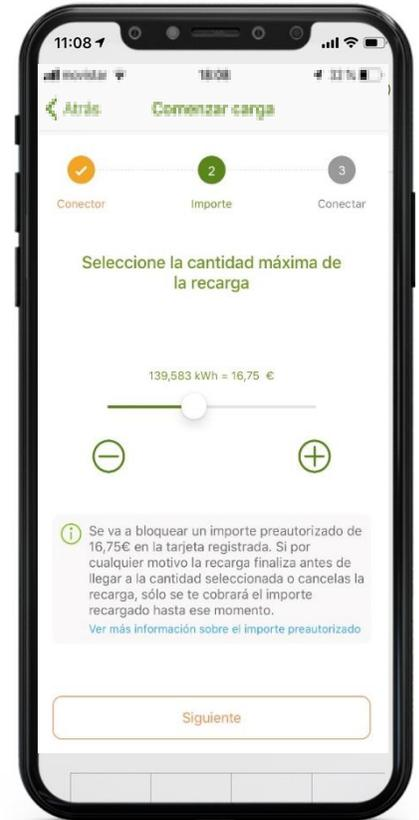 11:08
movistar 18:08 32 %
Atrás Comenzar carga
2 3
Conector Importe Conectar
Seleccione la cantidad máxima de
la recarga
139,583 kWh = 16,75 €
Se va a bloquear un importe preautorizado de
16,75€ en la tarjeta registrada. Si por
cualquier motivo la recarga finaliza antes de
llegar a la cantidad seleccionada o cancelas la
recarga, sólo se te cobrará el importe
recargado hasta ese momento.
Ver más información sobre el importe preautorizado
Siguiente